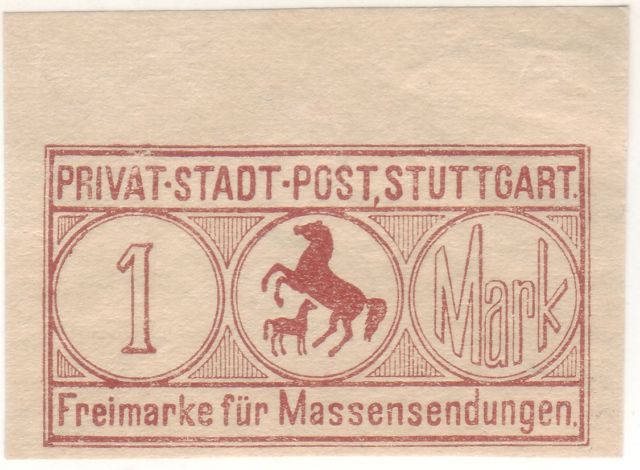 PRIVAT·STADT·POST, STUTTGART.
1 Mark
Freimarke für Massensendungen.